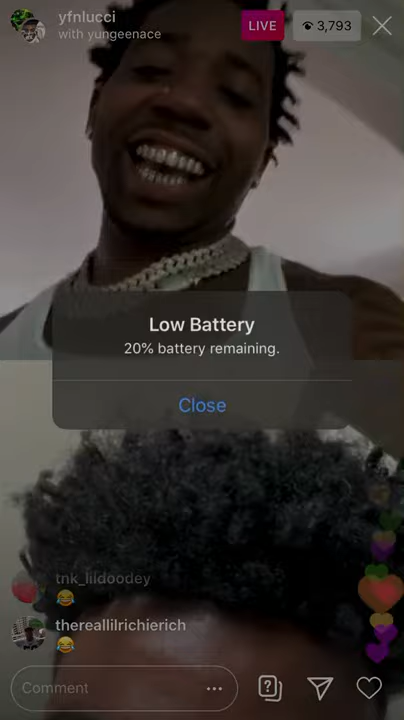 yfnlucci
with yungeenace
LIVE
3,793
Low Battery
20% battery remaining.
Close
tnk_lildoodey
😂
thereallilrichierich
😂
Comment